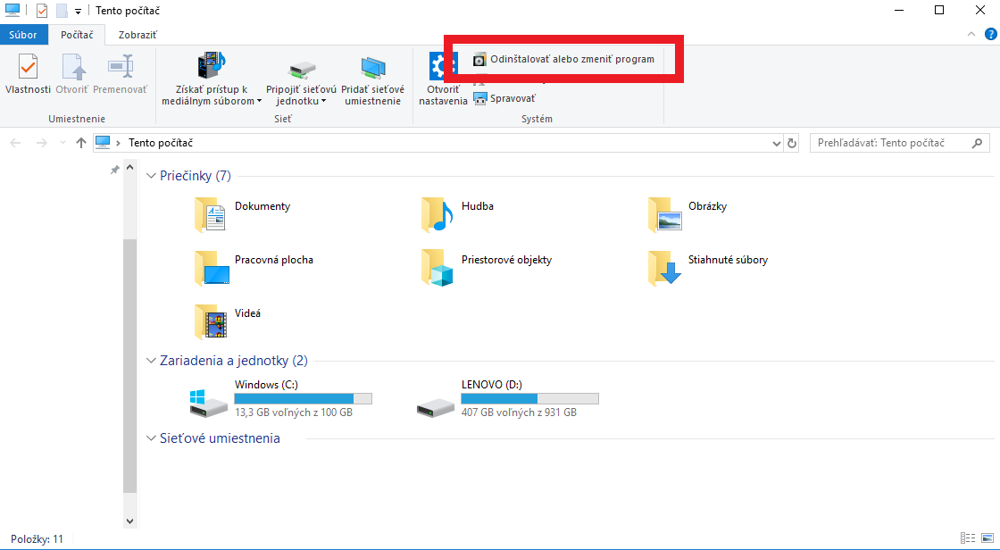 Tento počítač
Súbor
Počítač
Zobraziť
Vlastnosti
Otvoriť
Premenovať
Umiestnenie
Získať prístup k
mediálnym súborom
Pripojiť sieťovú
jednotku
Pridať sieťové
umiestnenie
Sieť
Otvoriť
nastavenia
Odinštalovať alebo zmeniť program
Spravovať
Systém
Tento počítač
Prehľadávať: Tento počítač
Priečinky (7)
Dokumenty
Hudba
Obrázky
Pracovná plocha
Priestorové objekty
Stiahnuté súbory
Videá
Zariadenia a jednotky (2)
Windows (C:)
13,3 GB voľných z 100 GB
LENOVO (D:)
407 GB voľných z 931 GB
Sieťové umiestnenia
Položky: 11